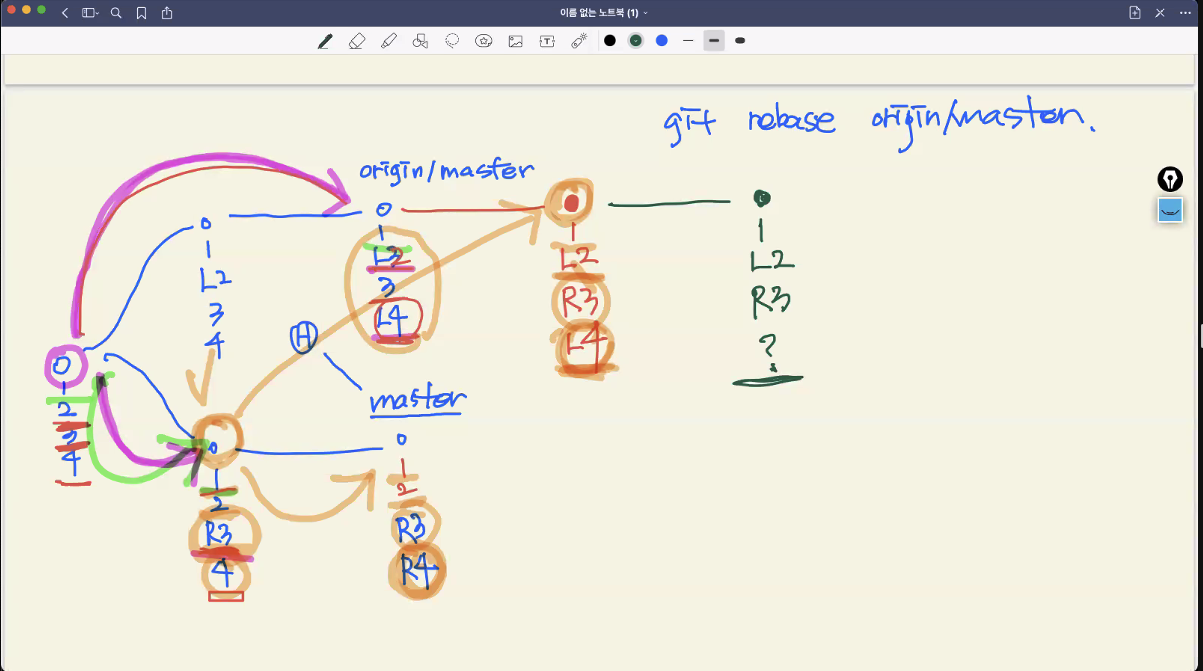 이름 없는 노트북 (1)
git rebase origin/master.
origin/master
0
1
L2
3
4
0
1
L2
3
L4
1
L2
R3
L4
1
L2
R3
?
H
master
0
1
2
3
4
0
1
2
R3
4
0
1
2
R3
R4